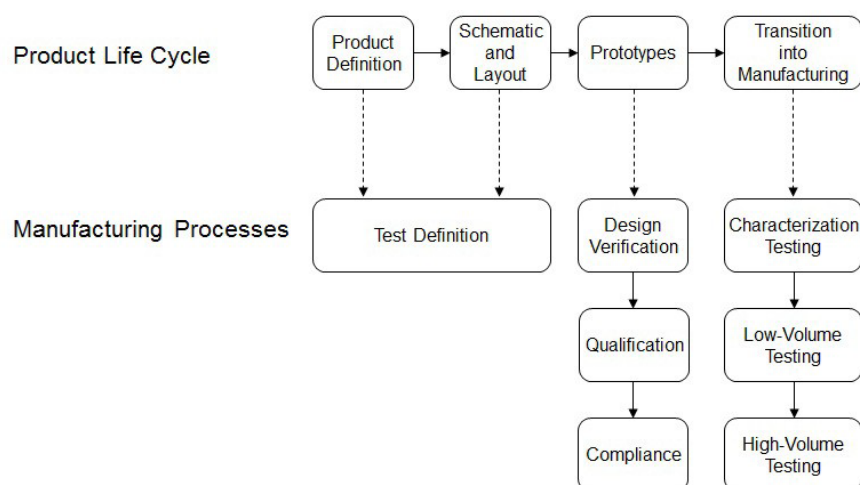 Product Life Cycle
Product
Definition
Schematic
and
Layout
Prototypes
Transition
into
Manufacturing
Manufacturing Processes
Test Definition
Design
Verification
Characterization
Testing
Qualification
Low-Volume
Testing
Compliance
High-Volume
Testing